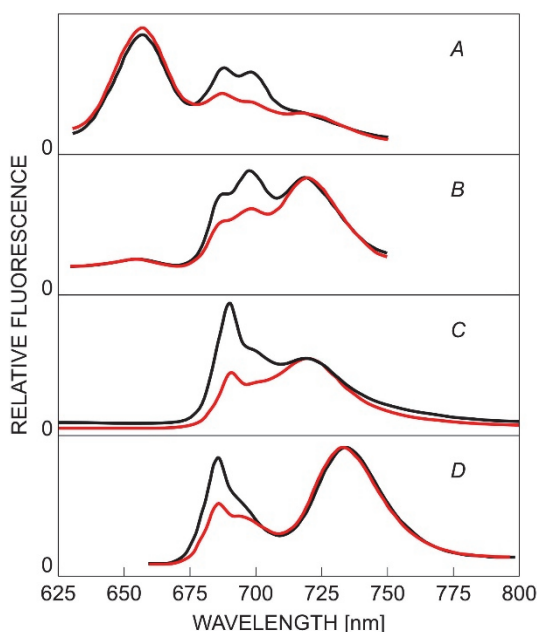 A
0
B
0
C
0
D
0
RELATIVE FLUORESCENCE
625 650 675 700 725 750 775 800
WAVELENGTH [nm]